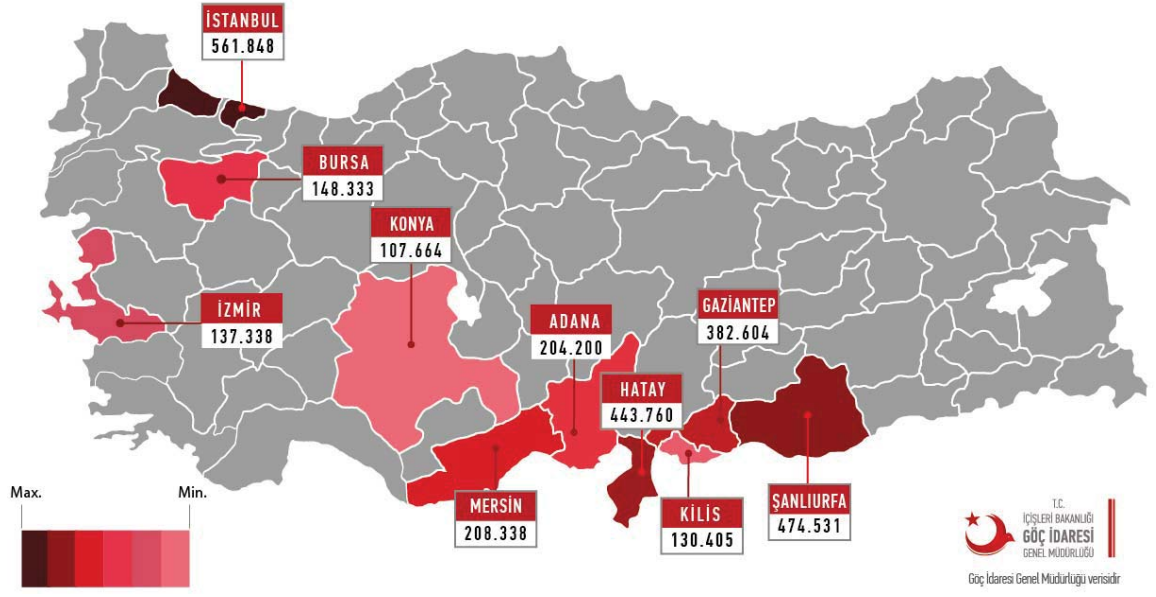 İSTANBUL
561.848
BURSA
148.333
KONYA
107.664
İZMİR
137.338
ADANA
204.200
GAZİANTEP
382.604
HATAY
443.760
MERSİN
208.338
KİLİS
130.405
ŞANLIURFA
474.531
Max.
Min.
T.C.
İÇİŞLERİ BAKANLIĞI
GÖÇ İDARESİ
GENEL MÜDÜRLÜĞÜ
Göç İdaresi Genel Müdürlüğü verisidir